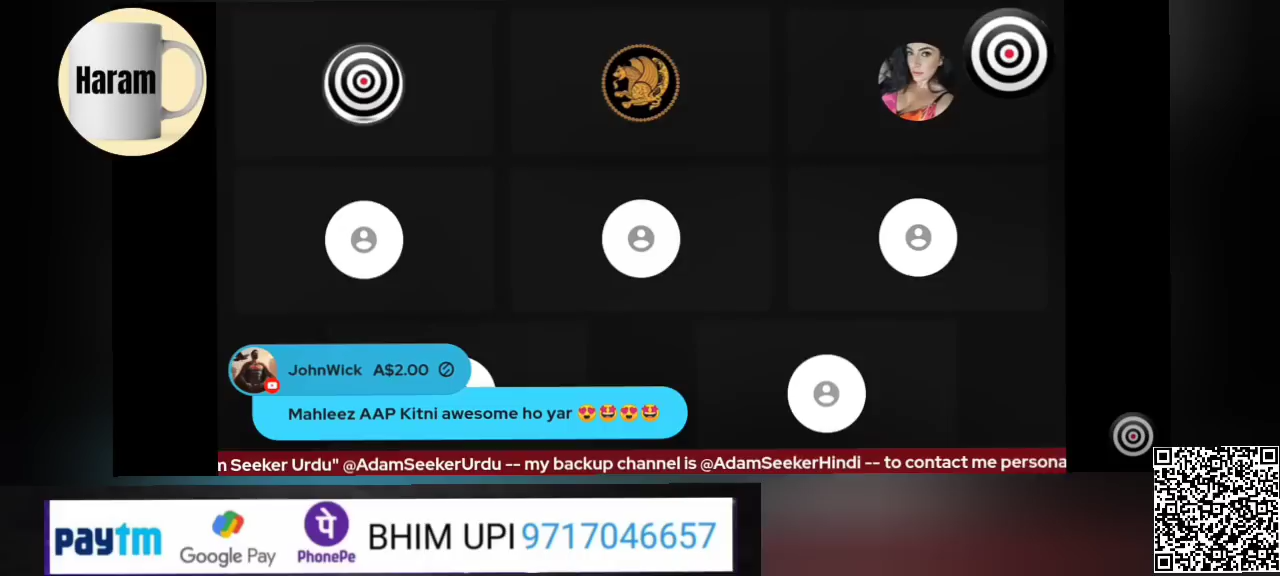 Haram
JohnWick A$2.00
Mahleez AAP Kitni awesome ho yar 😍🤩😍🤩
m Seeker Urdu" @AdamSeekerUrdu -- my backup channel is @AdamSeekerHindi -- to contact me persona
paytm
Google Pay
पे
PhonePe
BHIM UPI 9717046657